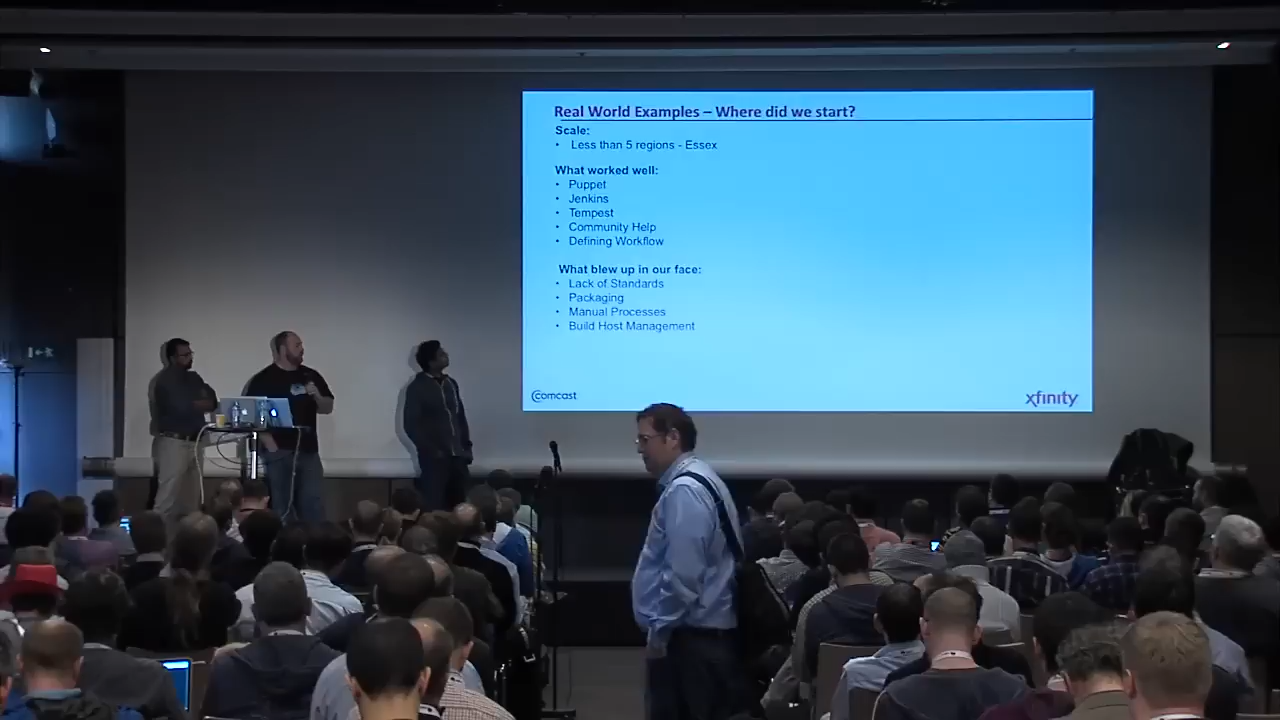 Real World Examples – Where did we start?
Scale:
• Less than 5 regions - Essex
What worked well:
• Puppet
• Jenkins
• Tempest
• Community Help
• Defining Workflow
What blew up in our face:
• Lack of Standards
• Packaging
• Manual Processes
• Build Host Management
comcast
xfinity